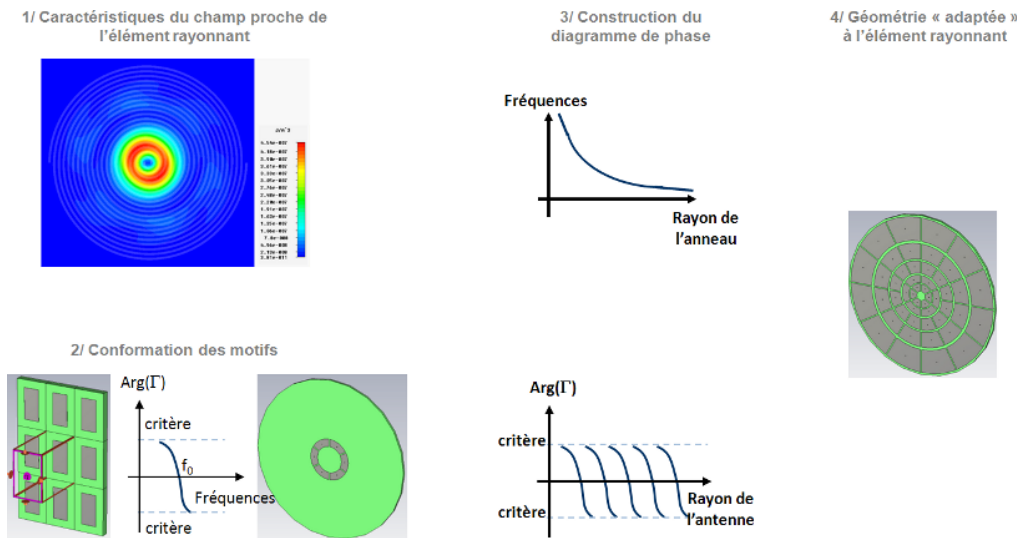 1/ Caractéristiques du champ proche de
l'élément rayonnant
3/ Construction du
diagramme de phase
4/ Géométrie « adaptée »
à l'élément rayonnant
Fréquences
Rayon de
l'anneau
2/ Conformation des motifs
Arg(Γ)
critère
f₀
Fréquences
critère
Arg(Γ)
critère
critère
Rayon de
l'antenne